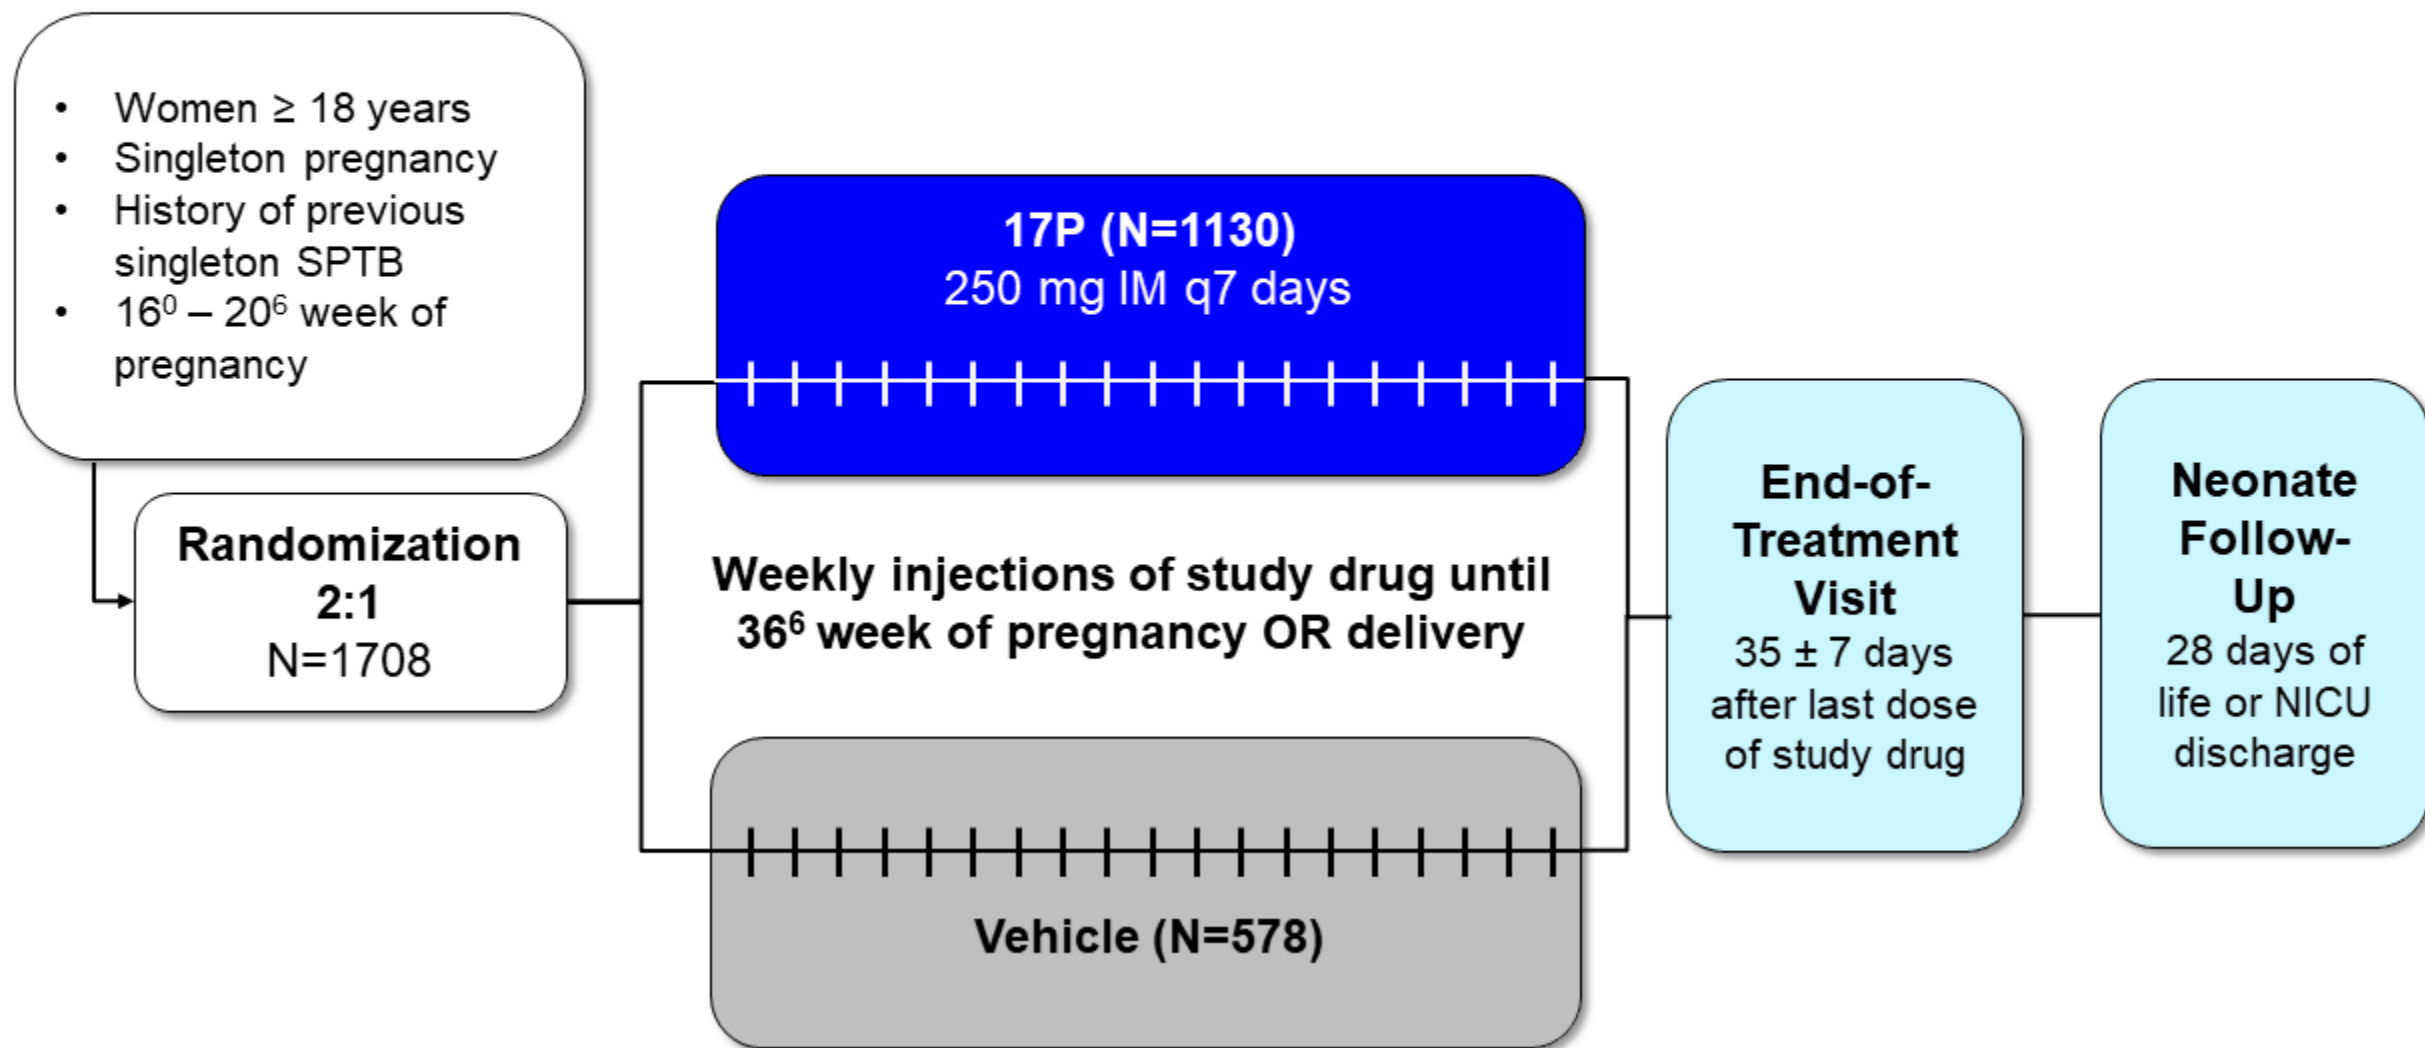 • Women ≥ 18 years
• Singleton pregnancy
• History of previous
singleton SPTB
• 16⁰ – 20⁶ week of
pregnancy
Randomization
2:1
N=1708
17P (N=1130)
250 mg IM q7 days
Weekly injections of study drug until
36⁶ week of pregnancy OR delivery
Vehicle (N=578)
End-of-
Treatment
Visit
35 ± 7 days
after last dose
of study drug
Neonate
Follow-
Up
28 days of
life or NICU
discharge